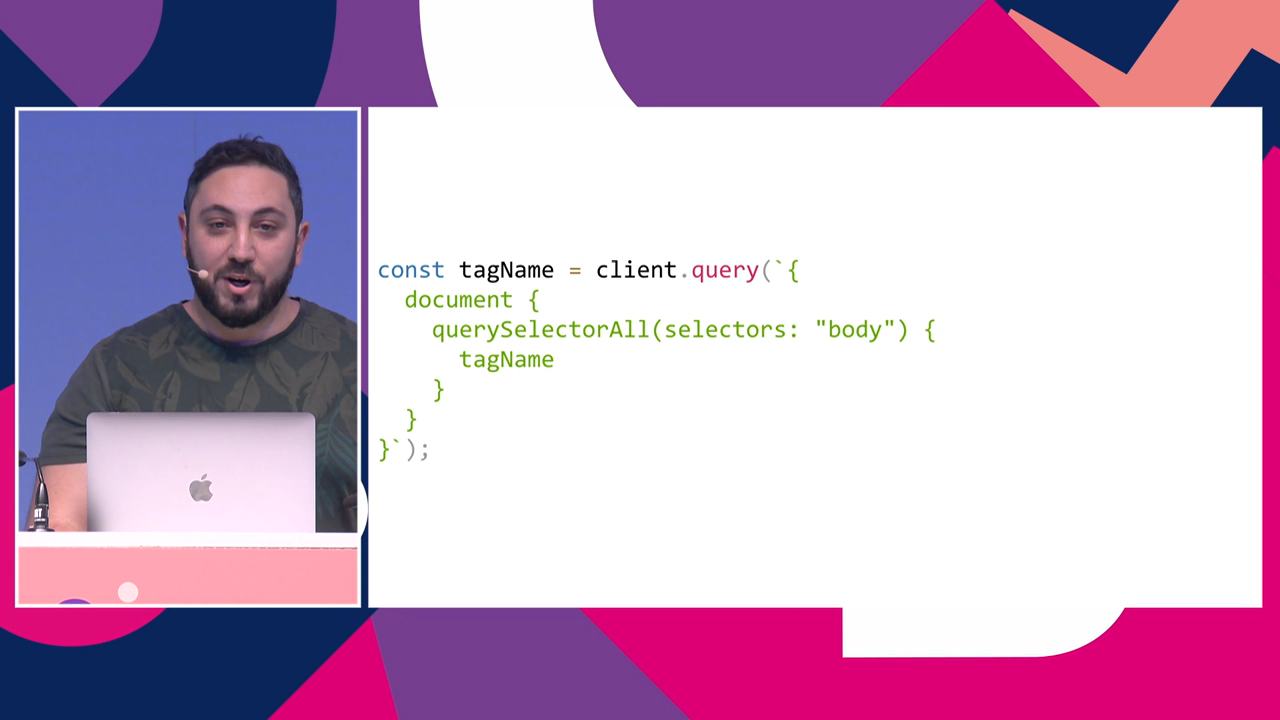 const tagName = client.query(`{
  document {
    querySelectorAll(selectors: "body") {
      tagName
    }
  }
}`);